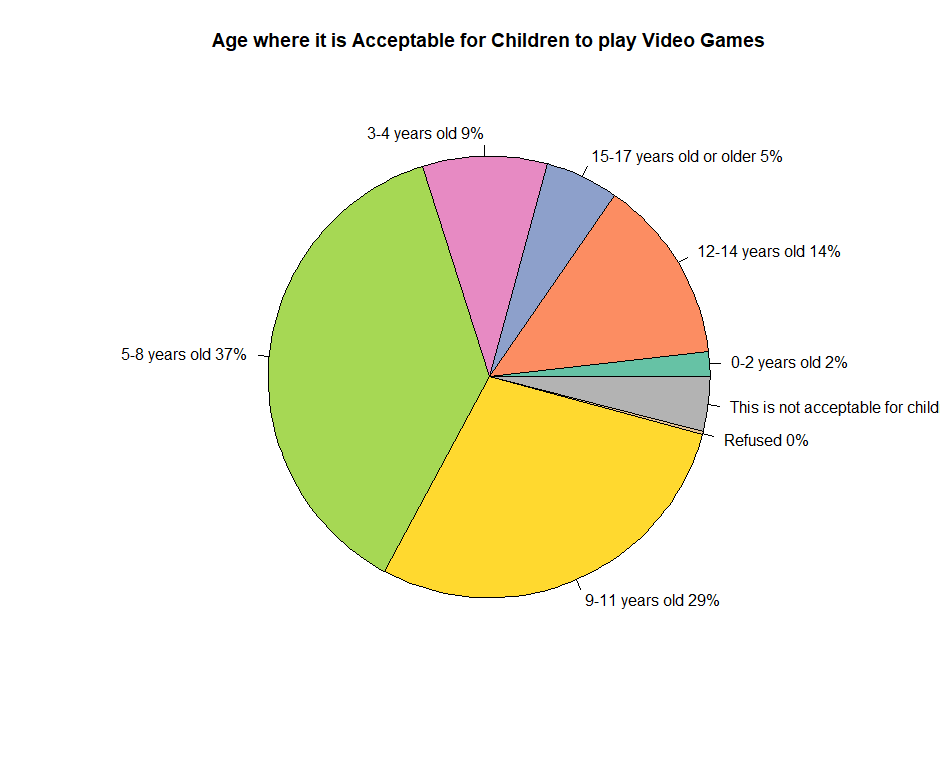 Age where it is Acceptable for Children to play Video Games
3-4 years old 9%
15-17 years old or older 5%
12-14 years old 14%
5-8 years old 37%
0-2 years old 2%
This is not acceptable for child
Refused 0%
9-11 years old 29%